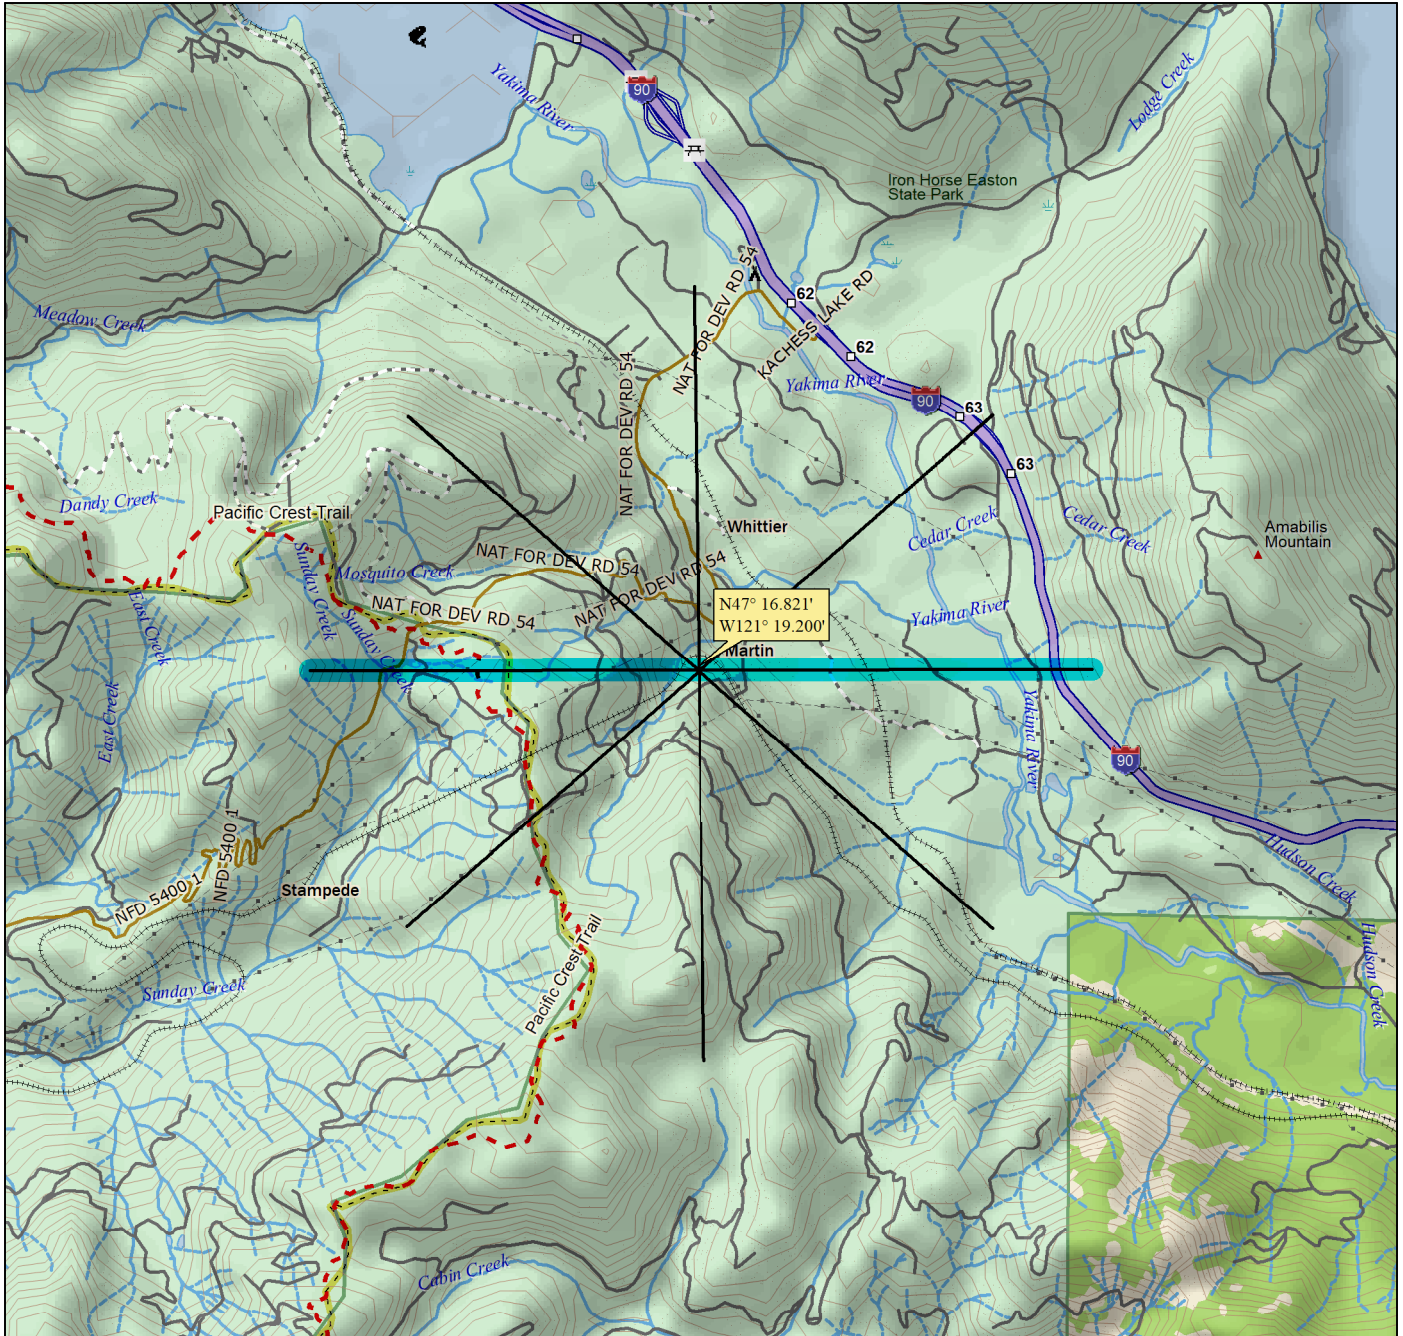 Yakima River
90
Lodge Creek
Iron Horse Easton
State Park
NAT FOR DEV RD 54
62
KACHESS LAKE RD
Meadow Creek
62
NAT FOR DEV RD 54
Yakima River
90
63
63
Dandy Creek
Pacific Crest Trail
Whittier
Cedar Creek
Cedar Creek
Amabilis
Mountain
Sunday Creek
Mosquito Creek
NAT FOR DEV RD 54
NAT FOR DEV RD 54
East Creek
NAT FOR DEV RD 54
Sunday Creek
N47° 16.821'
W121° 19.200'
Yakima River
Martin
East Creek
Yakima River
90
NFD 5400 1
NFD 5400 1
Stampede
Hudson Creek
Pacific Crest Trail
Hudson Creek
Sunday Creek
Cabin Creek